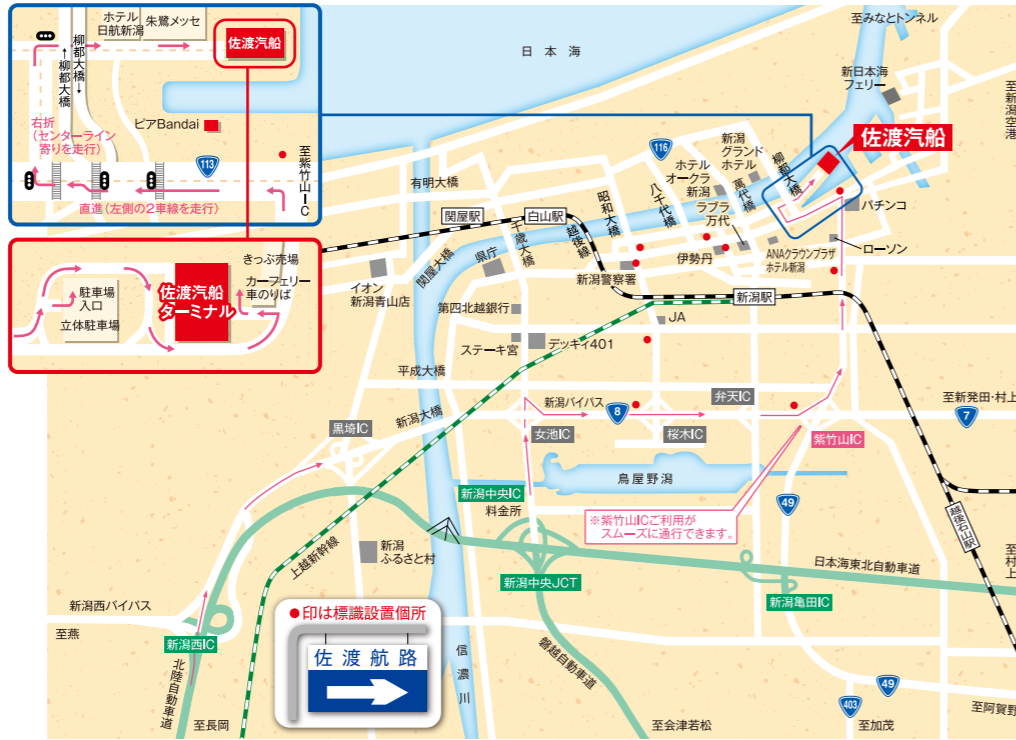 ホテル
日航新潟
朱鷺メッセ
佐渡汽船
柳都大橋↓
↑柳都大橋
ピアBandai
右折
(センターライン
寄りを走行)
113
至紫竹山IC
直進(左側の2車線を走行)
きっぷ売場
カーフェリー
車のりば
駐車場
入口
立体駐車場
佐渡汽船
ターミナル
日本海
至みなとトンネル
新日本海
フェリー
至新潟空港
佐渡汽船
116
新潟
グランド
ホテル
ホテル
オークラ
新潟
ラブラ
万代
萬代橋
柳都大橋
八千代橋
昭和大橋
有明大橋
関屋駅
白山駅
越後線
千歳大橋
関屋大橋
県庁
イオン
新潟青山店
新潟警察署
伊勢丹
ANAクラウンプラザ
ホテル新潟
パチンコ
ローソン
新潟駅
第四北越銀行
JA
ステーキ宮
デッキィ401
平成大橋
新潟大橋
新潟バイパス
8
弁天IC
至新発田・村上
7
黒埼IC
女池IC
桜木IC
紫竹山IC
鳥屋野潟
新潟中央IC
料金所
49
※紫竹山ICご利用が
スムーズに通行できます。
越後石山駅
至村上
新潟
ふるさと村
上越新幹線
日本海東北自動車道
新潟中央JCT
新潟亀田IC
新潟西バイパス
至燕
新潟西IC
北陸自動車道
至長岡
●印は標識設置個所
佐渡航路
信濃川
磐越自動車道
至会津若松
49
403
至加茂
至阿賀野